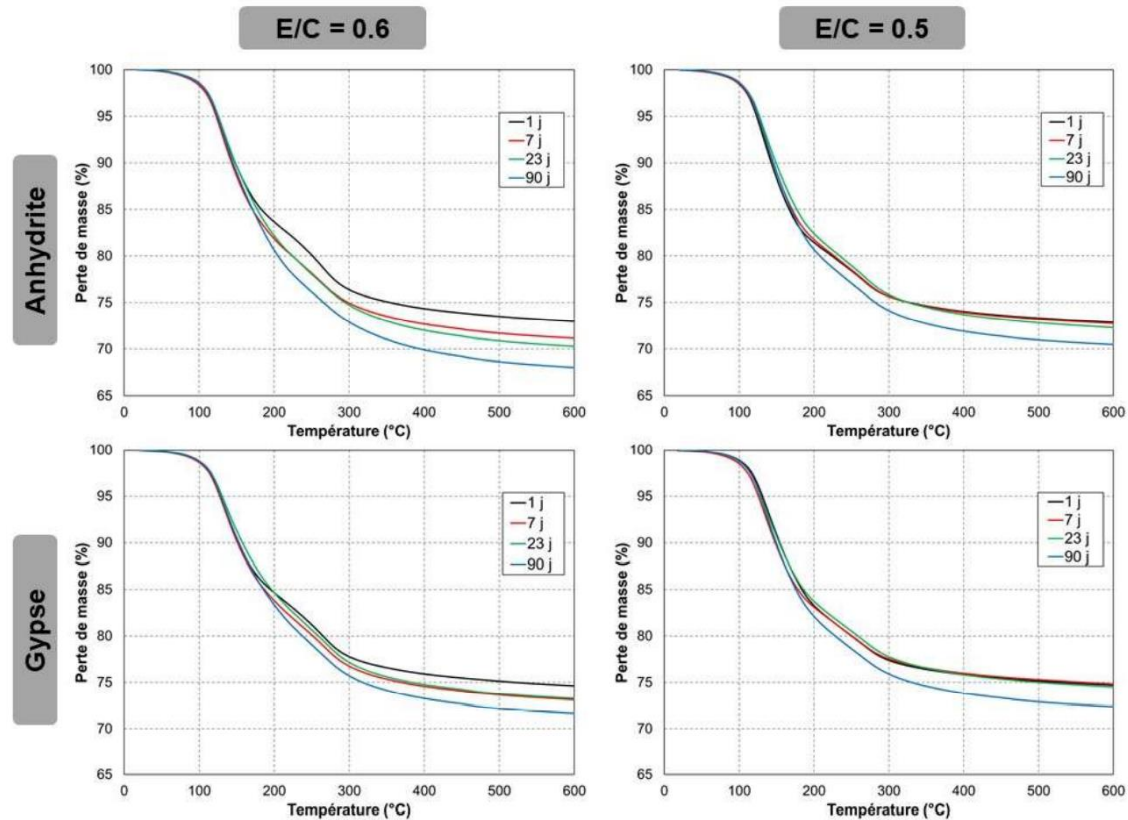 E/C = 0.6
E/C = 0.5
Anhydrite
Perte de masse (%)
100
95
90
85
80
75
70
65
1 j
7 j
23 j
90 j
0 100 200 300 400 500 600
Température (°C)
Perte de masse (%)
100
95
90
85
80
75
70
65
1 j
7 j
23 j
90 j
0 100 200 300 400 500 600
Température (°C)
Gypse
Perte de masse (%)
100
95
90
85
80
75
70
65
1 j
7 j
23 j
90 j
0 100 200 300 400 500 600
Température (°C)
Perte de masse (%)
100
95
90
85
80
75
70
65
1 j
7 j
23 j
90 j
0 100 200 300 400 500 600
Température (°C)